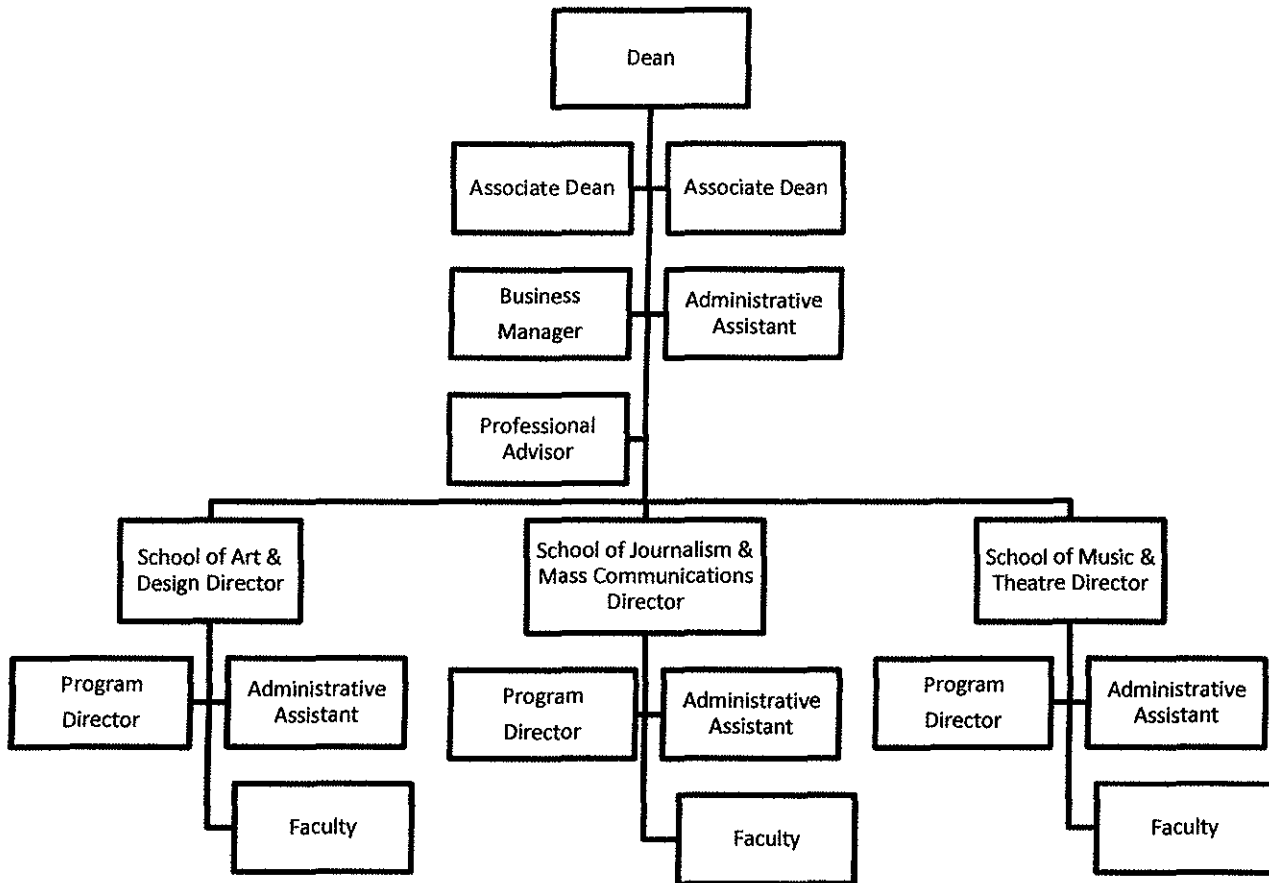 Dean
Associate Dean
Associate Dean
Business
Manager
Administrative
Assistant
Professional
Advisor
School of Art &
Design Director
School of Journalism &
Mass Communications
Director
School of Music &
Theatre Director
Program
Director
Administrative
Assistant
Program
Director
Administrative
Assistant
Program
Director
Administrative
Assistant
Faculty
Faculty
Faculty